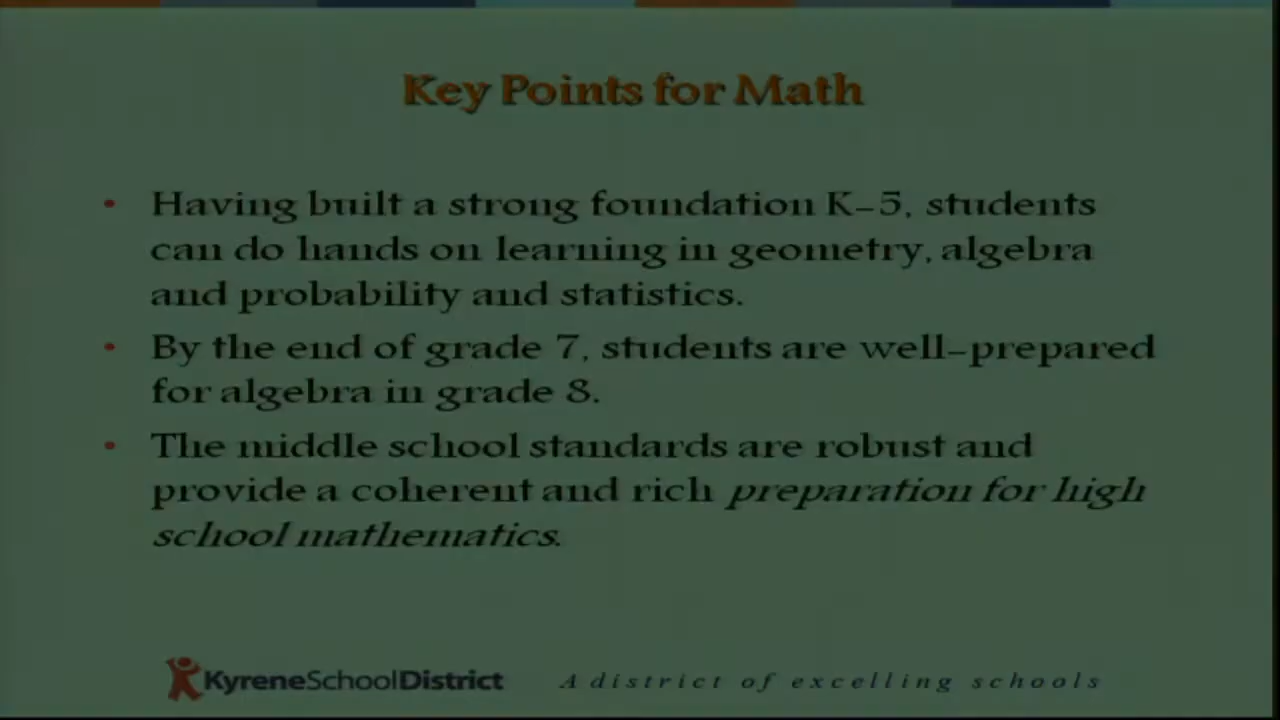 Key Points for Math
• Having built a strong foundation K–5, students
can do hands on learning in geometry, algebra
and probability and statistics.
• By the end of grade 7, students are well–prepared
for algebra in grade 8.
• The middle school standards are robust and
provide a coherent and rich preparation for high
school mathematics.
KyreneSchoolDistrict A district of excelling schools